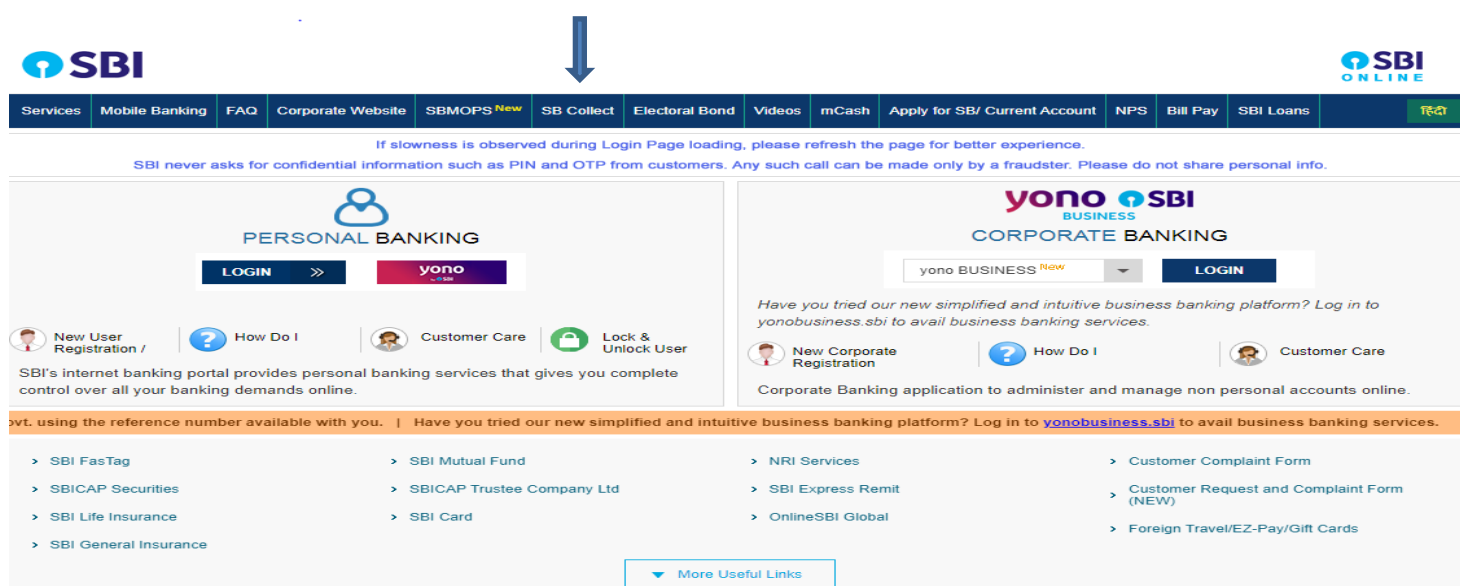 SBI
SBI
ONLINE
Services Mobile Banking FAQ Corporate Website SBMOPS New SB Collect Electoral Bond Videos mCash Apply for SB/ Current Account NPS Bill Pay SBI Loans हिंदी
If slowness is observed during Login Page loading, please refresh the page for better experience.
SBI never asks for confidential information such as PIN and OTP from customers. Any such call can be made only by a fraudster. Please do not share personal info.
PERSONAL BANKING
LOGIN >> yono
by SBI
New User
Registration /
How Do I
Customer Care
Lock &
Unlock User
SBI's internet banking portal provides personal banking services that gives you complete
control over all your banking demands online.
yono SBI
BUSINESS
CORPORATE BANKING
yono BUSINESS New LOGIN
Have you tried our new simplified and intuitive business banking platform? Log in to
yonobusiness.sbi to avail business banking services.
New Corporate
Registration
How Do I
Customer Care
Corporate Banking application to administer and manage non personal accounts online.
ovt. using the reference number available with you. | Have you tried our new simplified and intuitive business banking platform? Log in to yonobusiness.sbi to avail business banking services.
> SBI FasTag
> SBICAP Securities
> SBI Life Insurance
> SBI General Insurance
> SBI Mutual Fund
> SBICAP Trustee Company Ltd
> SBI Card
> NRI Services
> SBI Express Remit
> OnlineSBI Global
> Customer Complaint Form
> Customer Request and Complaint Form
(NEW)
> Foreign Travel/EZ-Pay/Gift Cards
More Useful Links